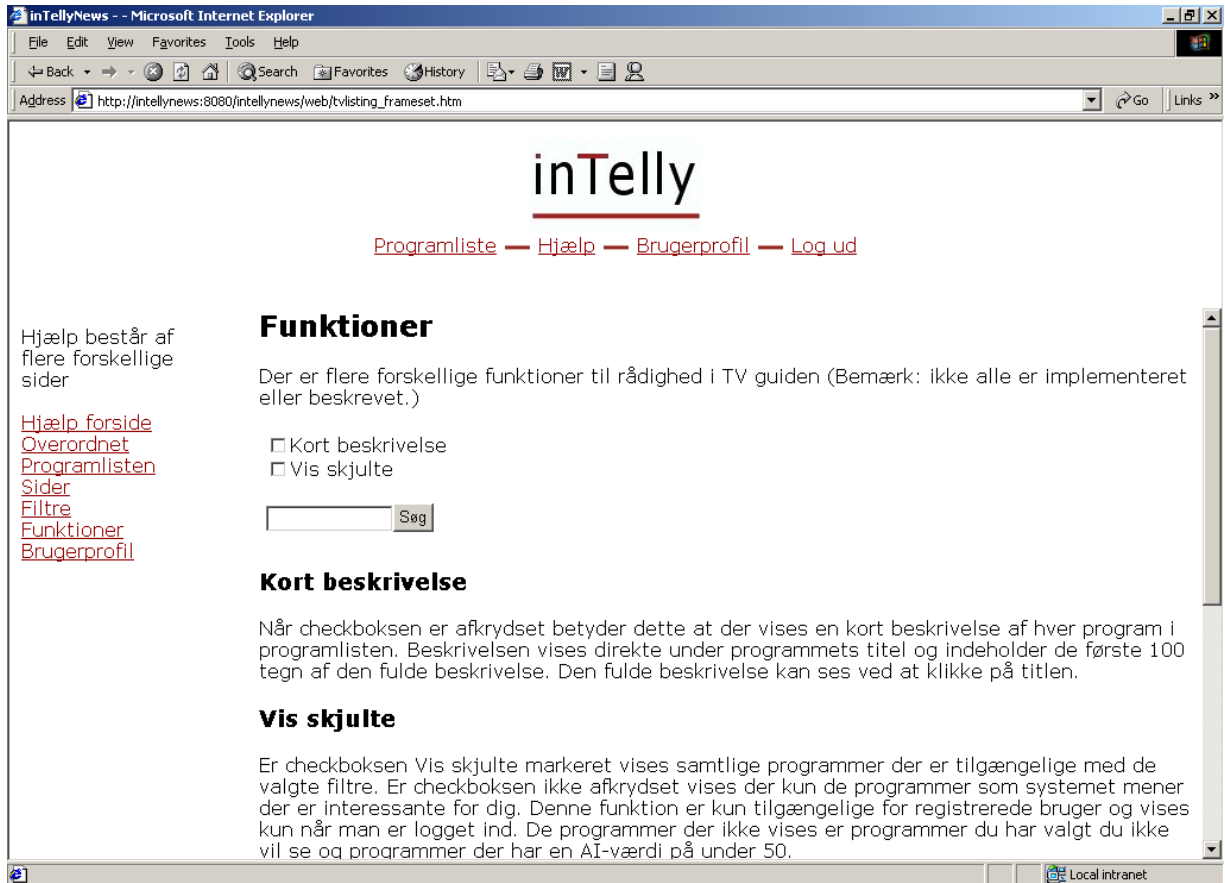 inTellyNews - - Microsoft Internet Explorer
File Edit View Favorites Tools Help
Back Search Favorites History
Address http://intellynews:8080/intellynews/web/tvlisting_frameset.htm Go Links »
inTelly
Programliste — Hjælp — Brugerprofil — Log ud
Hjælp består af
flere forskellige
sider
Hjælp forside
Overordnet
Programlisten
Sider
Filtre
Funktioner
Brugerprofil
Funktioner
Der er flere forskellige funktioner til rådighed i TV guiden (Bemærk: ikke alle er implementeret
eller beskrevet.)
Kort beskrivelse
Vis skjulte
Søg
Kort beskrivelse
Når checkboksen er afkrydset betyder dette at der vises en kort beskrivelse af hver program i
programlisten. Beskrivelsen vises direkte under programmets titel og indeholder de første 100
tegn af den fulde beskrivelse. Den fulde beskrivelse kan ses ved at klikke på titlen.
Vis skjulte
Er checkboksen Vis skjulte markeret vises samtlige programmer der er tilgængelige med de
valgte filtre. Er checkboksen ikke afkrydset vises der kun de programmer som systemet mener
der er interessante for dig. Denne funktion er kun tilgængelige for registrerede bruger og vises
kun når man er logget ind. De programmer der ikke vises er programmer du har valgt du ikke
vil se og programmer der har en AI-værdi på under 50.
Local intranet